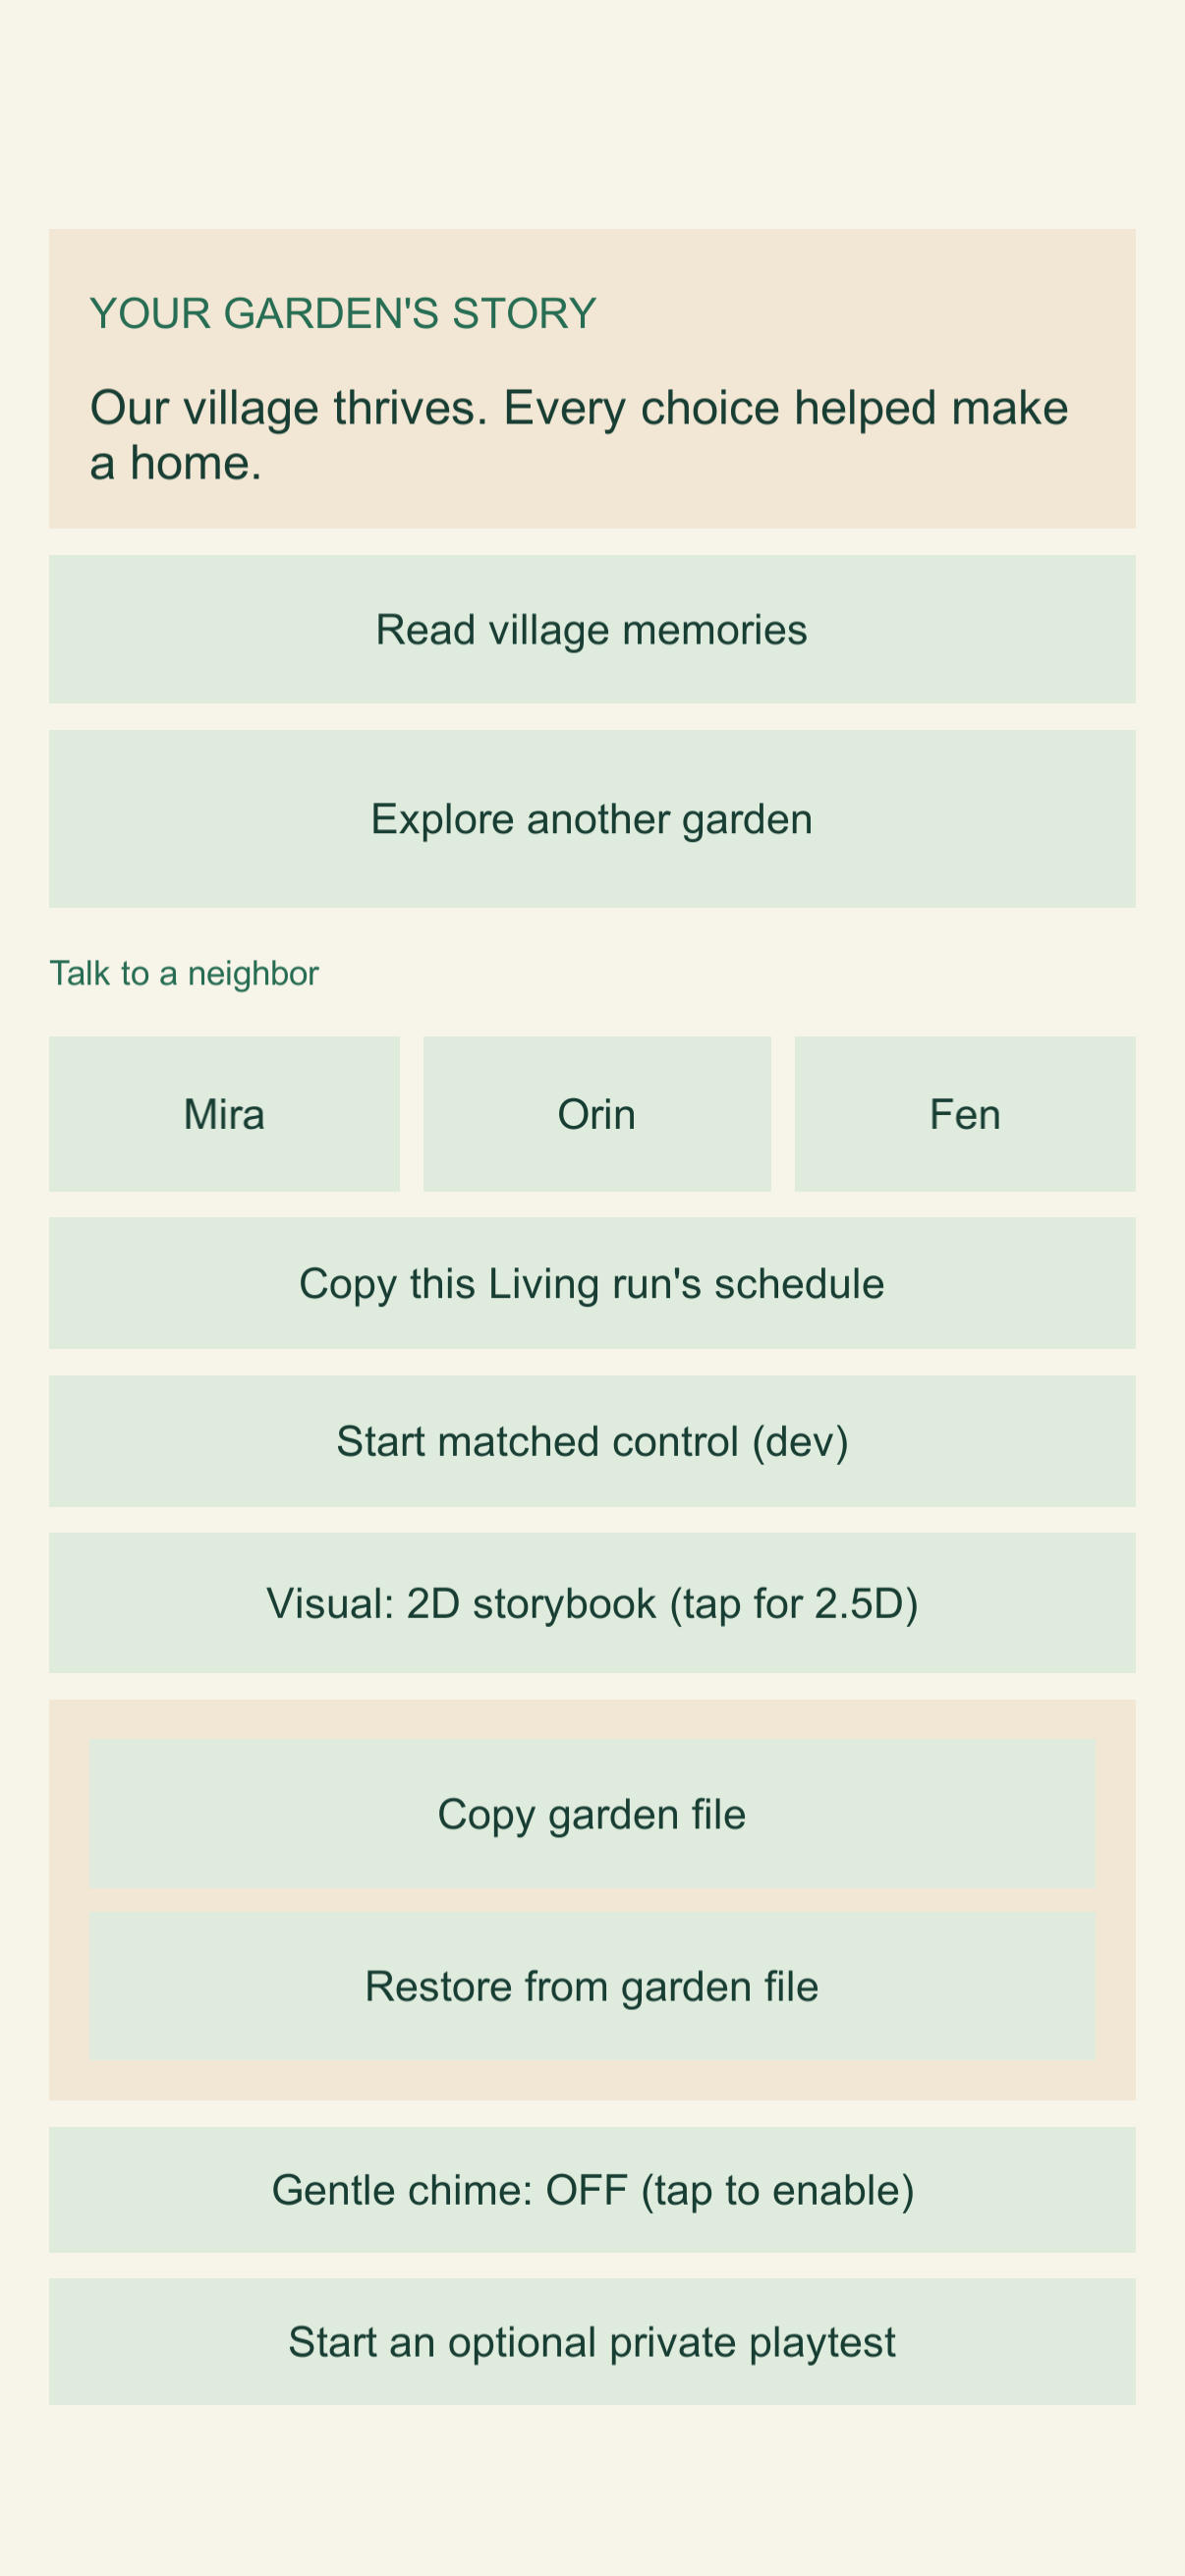 YOUR GARDEN'S STORY
Our village thrives. Every choice helped make
a home.
Read village memories
Explore another garden
Talk to a neighbor
Mira
Orin
Fen
Copy this Living run's schedule
Start matched control (dev)
Visual: 2D storybook (tap for 2.5D)
Copy garden file
Restore from garden file
Gentle chime: OFF (tap to enable)
Start an optional private playtest